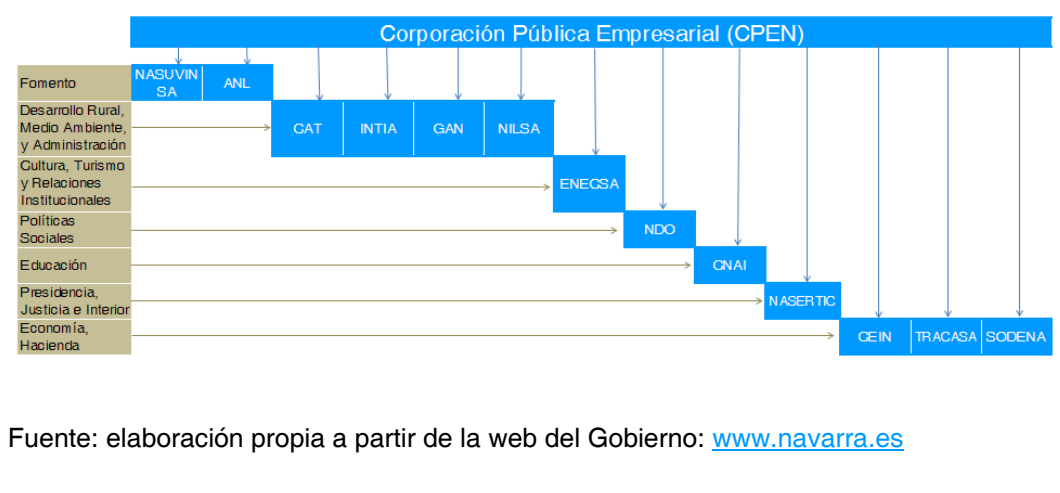 Corporación Pública Empresarial (CPEN)
Fomento
NASUVIN
SA
ANL
Desarrollo Rural,
Medio Ambiente,
y Administración
CAT
INTIA
GAN
NILSA
Cultura, Turismo
y Relaciones
Institucionales
ENECSA
Políticas
Sociales
NDO
Educación
CNAI
Presidencia,
Justicia e Interior
NASERTIC
Economía,
Hacienda
CEIN
TRACASA
SODENA
Fuente: elaboración propia a partir de la web del Gobierno: www.navarra.es